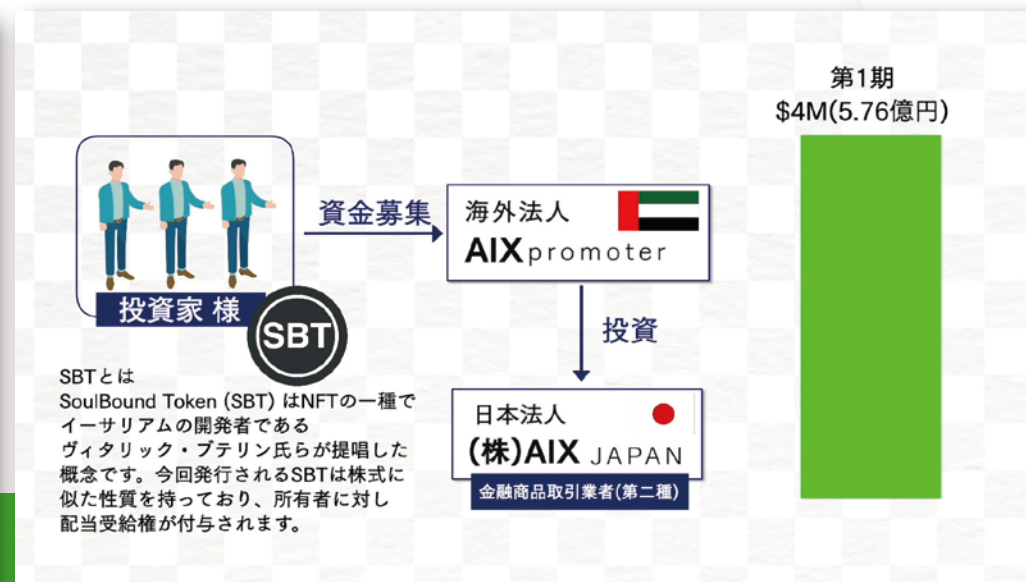 第1期
$4M(5.76億円)
資金募集
海外法人
AIXpromoter
投資家 様
SBT
投資
SBTとは
SoulBound Token (SBT) はNFTの一種で
イーサリアムの開発者である
ヴィタリック・ブテリン氏らが提唱した
概念です。今回発行されるSBTは株式に
似た性質を持っており、所有者に対し
配当受給権が付与されます。
日本法人
(株)AIX JAPAN
金融商品取引業者(第二種)